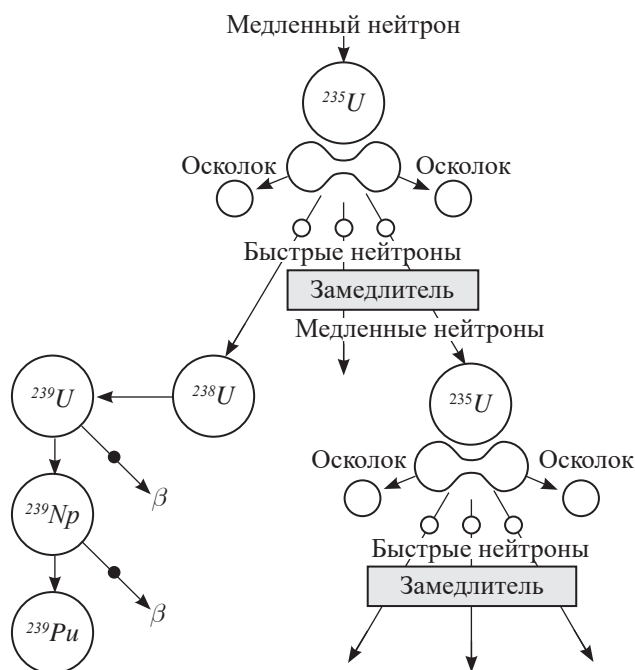 Медленный нейтрон
²³⁵U
Осколок
Осколок
Быстрые нейтроны
Замедлитель
Медленные нейтроны
²³⁹U
²³⁸U
²³⁵U
β
Осколок
Осколок
²³⁹Np
Быстрые нейтроны
Замедлитель
β
²³⁹Pu